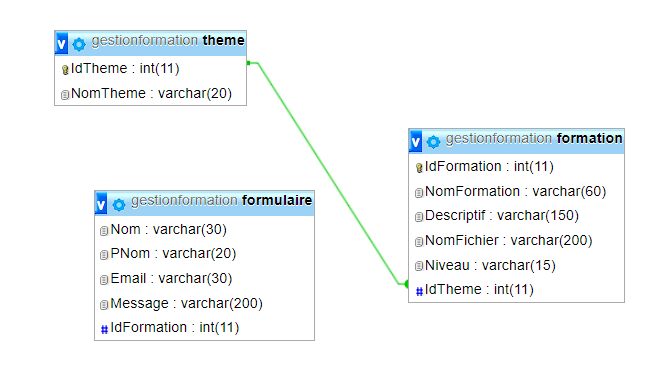 v gestionformation theme
IdTheme : int(11)
NomTheme : varchar(20)
v gestionformation formation
IdFormation : int(11)
NomFormation : varchar(60)
Descriptif : varchar(150)
NomFichier : varchar(200)
Niveau : varchar(15)
# IdTheme : int(11)
v gestionformation formulaire
Nom : varchar(30)
PNom : varchar(20)
Email : varchar(30)
Message : varchar(200)
# IdFormation : int(11)